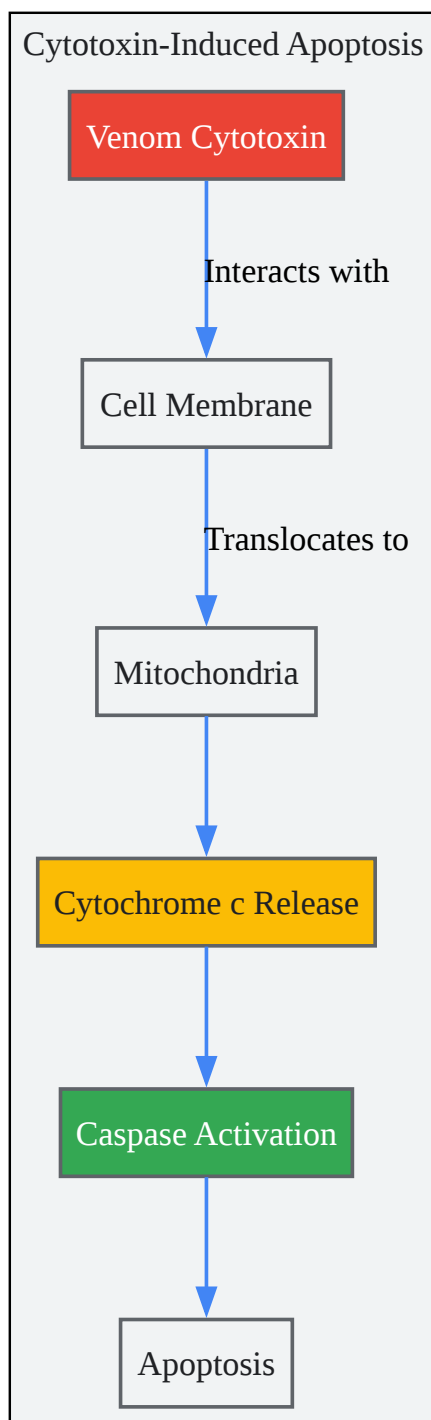 Cytotoxin-Induced Apoptosis
Venom Cytotoxin
Interacts with
Cell Membrane
Translocates to
Mitochondria
Cytochrome c Release
Caspase Activation
Apoptosis